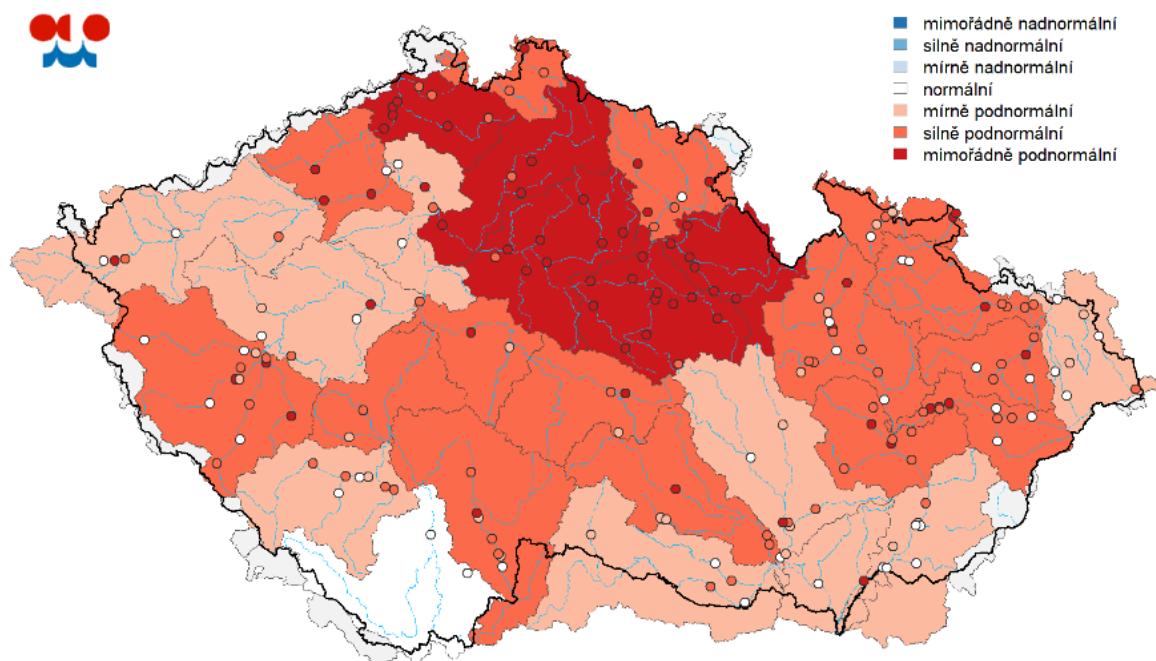 mimořádně nadnormální
silně nadnormální
mírně nadnormální
normální
mírně podnormální
silně podnormální
mimořádně podnormální